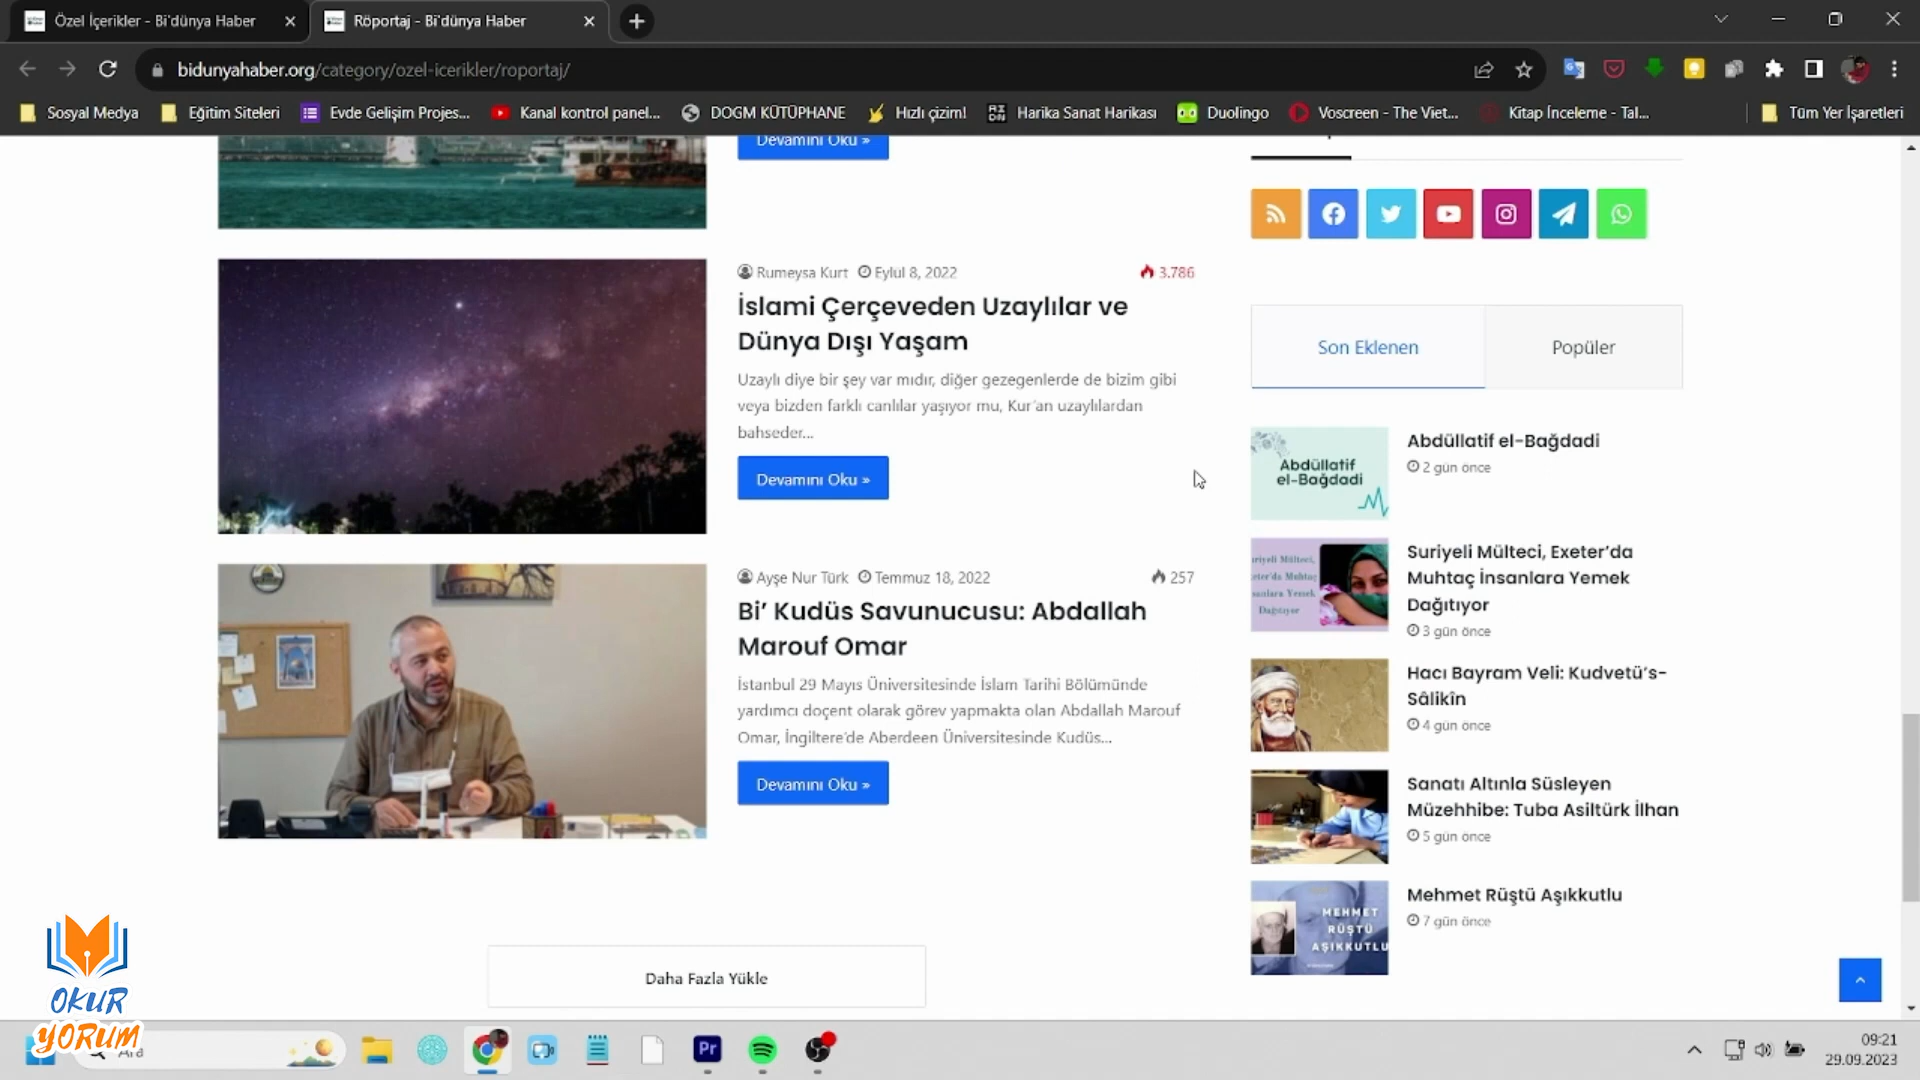 Özel İçerikler - Bi'dünya Haber
Röportaj - Bi'dünya Haber
bidunyahaber.org/category/ozel-icerikler/roportaj/
Sosyal Medya
Eğitim Siteleri
Evde Gelişim Projes...
Kanal kontrol panel...
DOGM KÜTÜPHANE
Hızlı çizim!
Harika Sanat Harikası
Duolingo
Voscreen - The Viet...
Kitap İnceleme - Tal...
Tüm Yer İşaretleri
Devamını Oku »
Rumeysa Kurt Eylül 8, 2022 3.786
İslami Çerçeveden Uzaylılar ve
Dünya Dışı Yaşam
Uzaylı diye bir şey var mıdır, diğer gezegenlerde de bizim gibi
veya bizden farklı canlılar yaşıyor mu, Kur'an uzaylılardan
bahseder...
Devamını Oku »
Ayşe Nur Türk Temmuz 18, 2022 257
Bi' Kudüs Savunucusu: Abdallah
Marouf Omar
İstanbul 29 Mayıs Üniversitesinde İslam Tarihi Bölümünde
yardımcı doçent olarak görev yapmakta olan Abdallah Marouf
Omar, İngiltere'de Aberdeen Üniversitesinde Kudüs...
Devamını Oku »
Daha Fazla Yükle
Son Eklenen
Popüler
Abdüllatif
el-Bağdadi
Abdüllatif el-Bağdadi
2 gün önce
Suriyeli Mülteci, Exeter'da
Muhtaç İnsanlara Yemek
Dağıtıyor
3 gün önce
Hacı Bayram Veli: Kudvetü's-
Sâlikîn
4 gün önce
Sanatı Altınla Süsleyen
Müzehhibe: Tuba Asiltürk İlhan
5 gün önce
MEHMET
RÜŞTÜ
AŞIKKUTLU
Mehmet Rüştü Aşıkkutlu
7 gün önce
OKUR
YORUM
Ara
Pr
09:21
29.09.2023